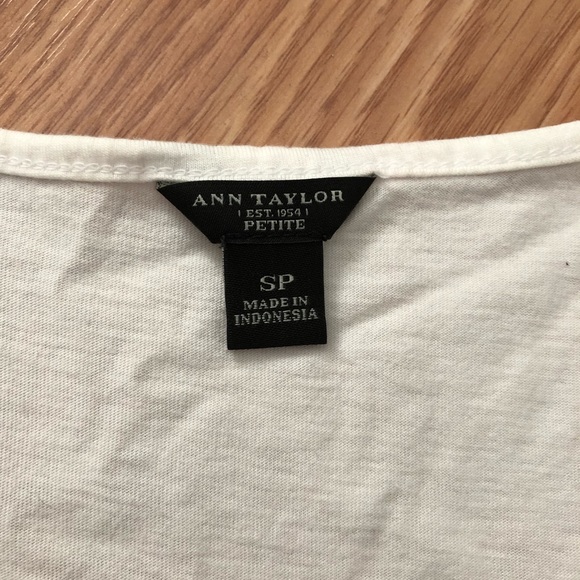 ANN TAYLOR
| EST. 1954 |
PETITE
SP
MADE IN
INDONESIA